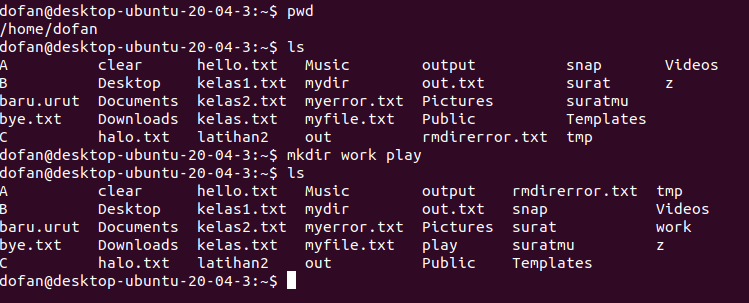 dofan@desktop-ubuntu-20-04-3:~$ pwd
/home/dofan
dofan@desktop-ubuntu-20-04-3:~$ ls
A          clear      hello.txt   Music        output           snap       Videos
B          Desktop    kelas1.txt  mydir        out.txt          surat      z
baru.urut  Documents  kelas2.txt  myerror.txt  Pictures         suratmu
bye.txt    Downloads  kelas.txt   myfile.txt   Public           Templates
C          halo.txt   latihan2    out          rmdirerror.txt   tmp
dofan@desktop-ubuntu-20-04-3:~$ mkdir work play
dofan@desktop-ubuntu-20-04-3:~$ ls
A          clear      hello.txt   Music        output    rmdirerror.txt  tmp
B          Desktop    kelas1.txt  mydir        out.txt   snap            Videos
baru.urut  Documents  kelas2.txt  myerror.txt  Pictures  surat           work
bye.txt    Downloads  kelas.txt   myfile.txt   play      suratmu         z
C          halo.txt   latihan2    out          Public    Templates
dofan@desktop-ubuntu-20-04-3:~$